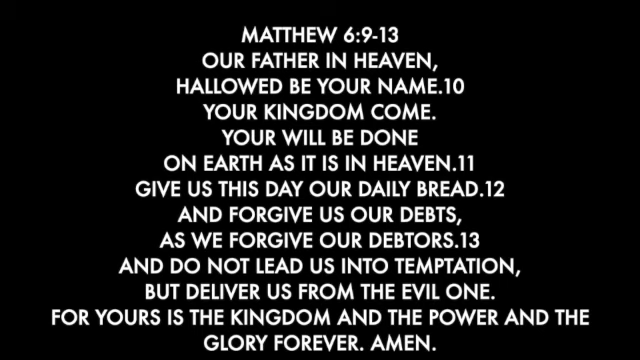 MATTHEW 6:9-13
OUR FATHER IN HEAVEN,
HALLOWED BE YOUR NAME.10
YOUR KINGDOM COME.
YOUR WILL BE DONE
ON EARTH AS IT IS IN HEAVEN.11
GIVE US THIS DAY OUR DAILY BREAD.12
AND FORGIVE US OUR DEBTS,
AS WE FORGIVE OUR DEBTORS.13
AND DO NOT LEAD US INTO TEMPTATION,
BUT DELIVER US FROM THE EVIL ONE.
FOR YOURS IS THE KINGDOM AND THE POWER AND THE
GLORY FOREVER. AMEN.